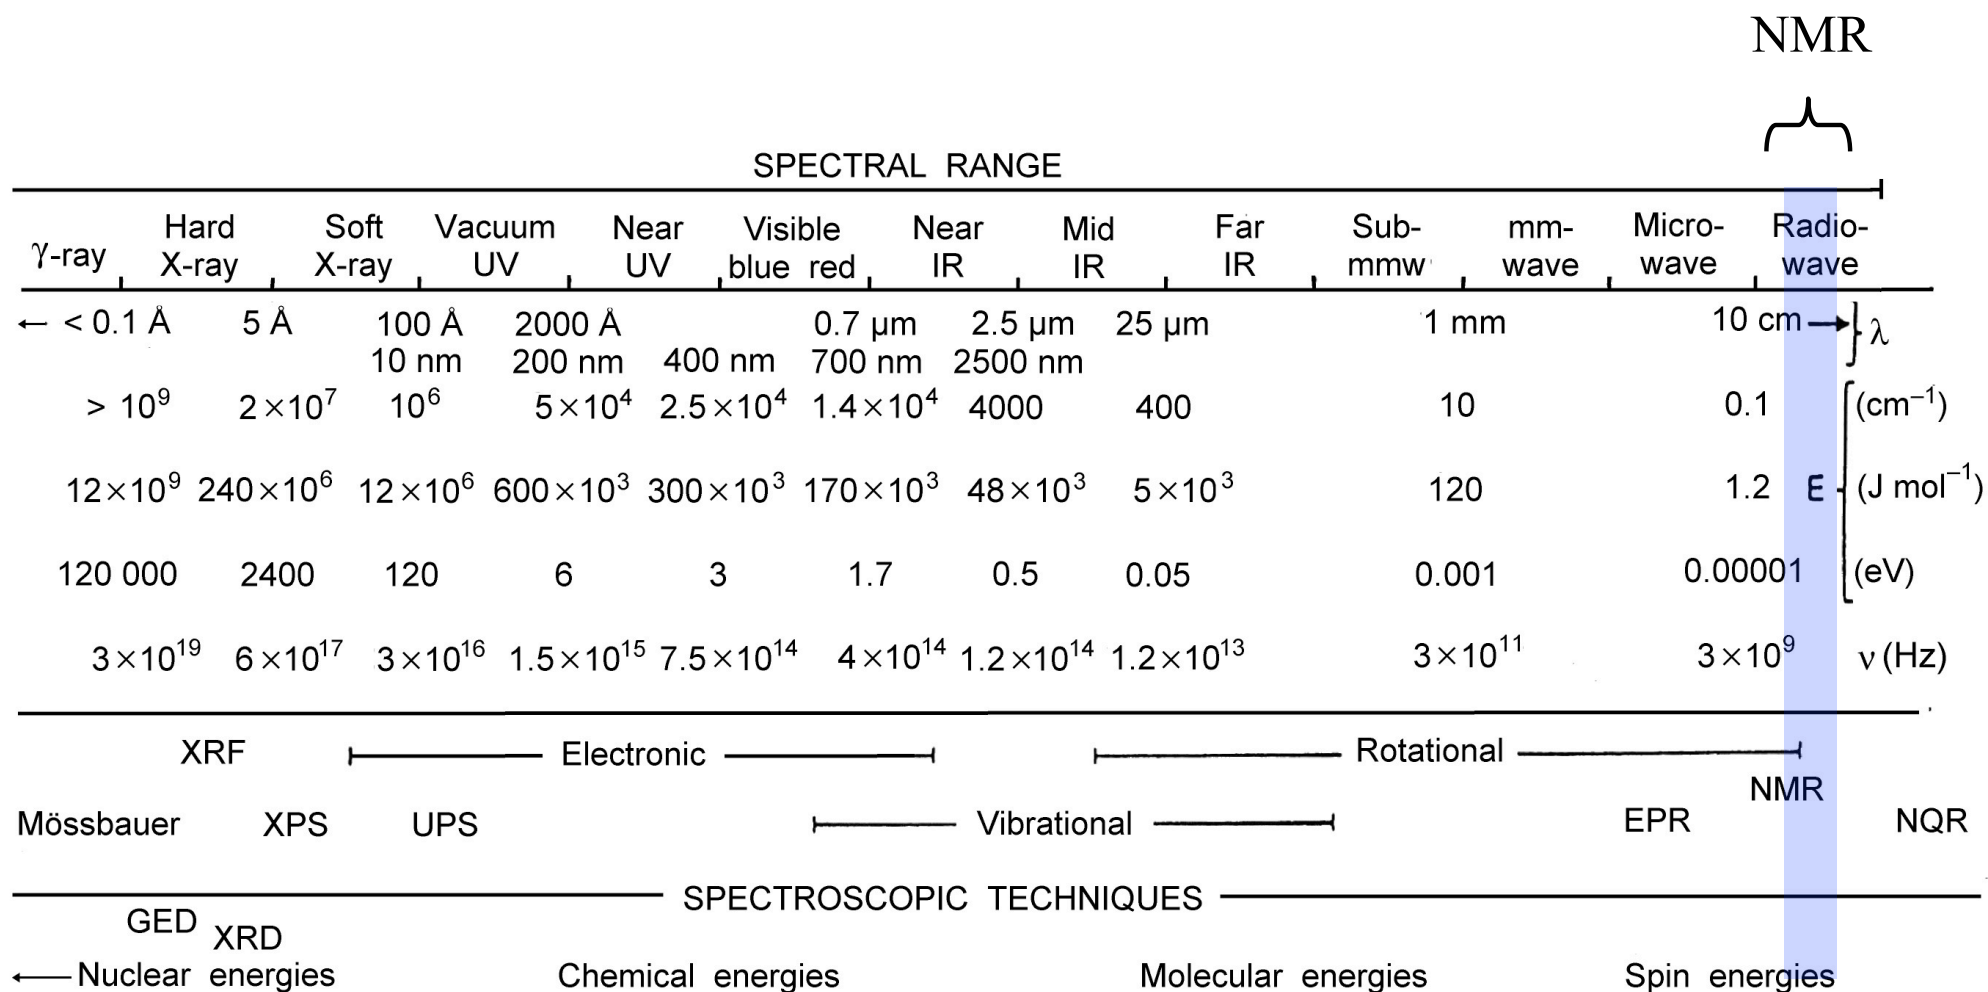 NMR
SPECTRAL RANGE
γ-ray Hard X-ray Soft X-ray Vacuum UV Near UV Visible blue red Near IR Mid IR Far IR Sub-mmw mm-wave Micro-wave Radio-wave
← < 0.1 Å 5 Å 100 Å 2000 Å 0.7 µm 2.5 µm 25 µm 1 mm 10 cm → } λ
10 nm 200 nm 400 nm 700 nm 2500 nm
> 10⁹ 2×10⁷ 10⁶ 5×10⁴ 2.5×10⁴ 1.4×10⁴ 4000 400 10 0.1 (cm⁻¹)
12×10⁹ 240×10⁶ 12×10⁶ 600×10³ 300×10³ 170×10³ 48×10³ 5×10³ 120 1.2 E { (J mol⁻¹)
120 000 2400 120 6 3 1.7 0.5 0.05 0.001 0.00001 (eV)
3×10¹⁹ 6×10¹⁷ 3×10¹⁶ 1.5×10¹⁵ 7.5×10¹⁴ 4×10¹⁴ 1.2×10¹⁴ 1.2×10¹³ 3×10¹¹ 3×10⁹ ν (Hz)
XRF Electronic Rotational
NMR
Mössbauer XPS UPS Vibrational EPR NQR
SPECTROSCOPIC TECHNIQUES
GED XRD
← Nuclear energies Chemical energies Molecular energies Spin energies